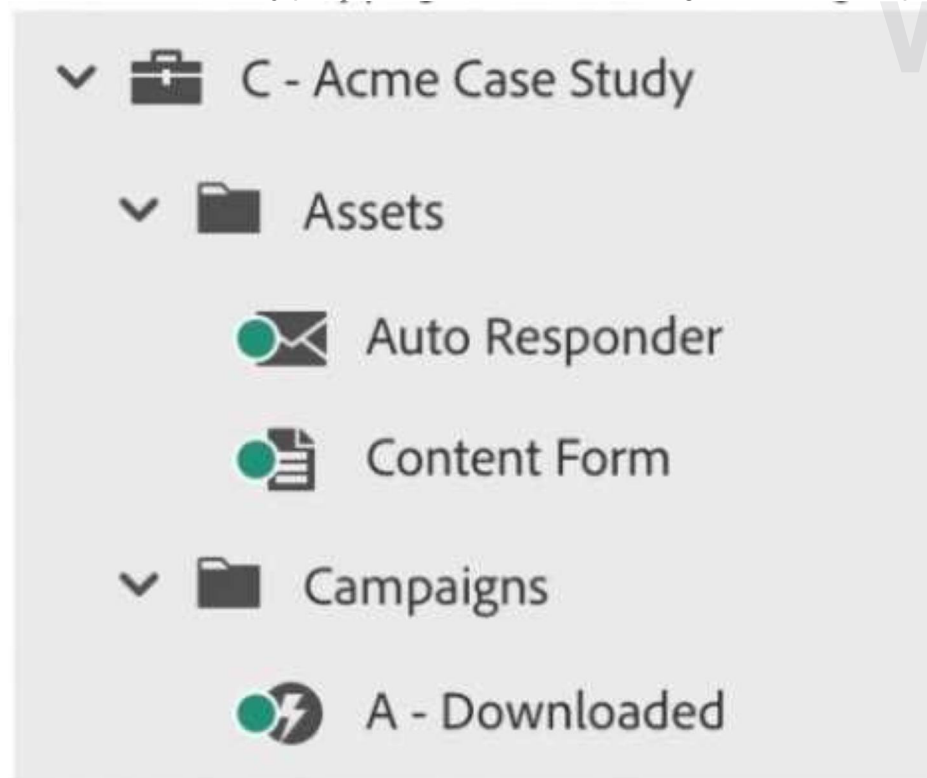 C - Acme Case Study
Assets
Auto Responder
Content Form
Campaigns
A - Downloaded